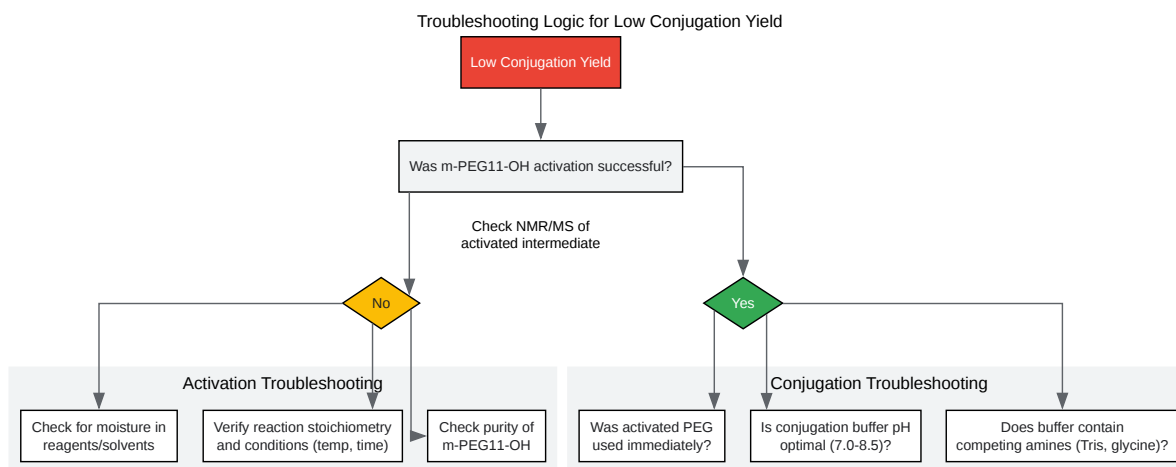 Troubleshooting Logic for Low Conjugation Yield
Low Conjugation Yield
Was m-PEG11-OH activation successful?
Check NMR/MS of
activated intermediate
No
Yes
Activation Troubleshooting
Conjugation Troubleshooting
Check for moisture in
reagents/solvents
Verify reaction stoichiometry
and conditions (temp, time)
Check purity of
m-PEG11-OH
Was activated PEG
used immediately?
Is conjugation buffer pH
optimal (7.0-8.5)?
Does buffer contain
competing amines (Tris, glycine)?